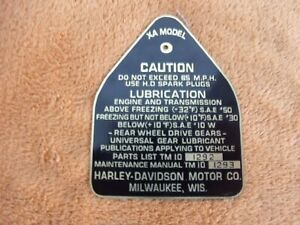 XA MODEL
CAUTION
DO NOT EXCEED 65 M.P.H.
USE H.D SPARK PLUGS
LUBRICATION
ENGINE AND TRANSMISSION
ABOVE FREEZING (+32°F) S.A.E °50
FREEZING BUT NOT BELOW(+10°F)S.A.E °30
BELOW(+10°F)S.A.E °10 W
- REAR WHEEL DRIVE GEARS -
UNIVERSAL GEAR LUBRICANT
PUBLICATIONS APPLYING TO VEHICLE
PARTS LIST TM 10 1292
MAINTENANCE MANUAL TM 10 1293
HARLEY-DAVIDSON MOTOR CO.
MILWAUKEE, WIS.